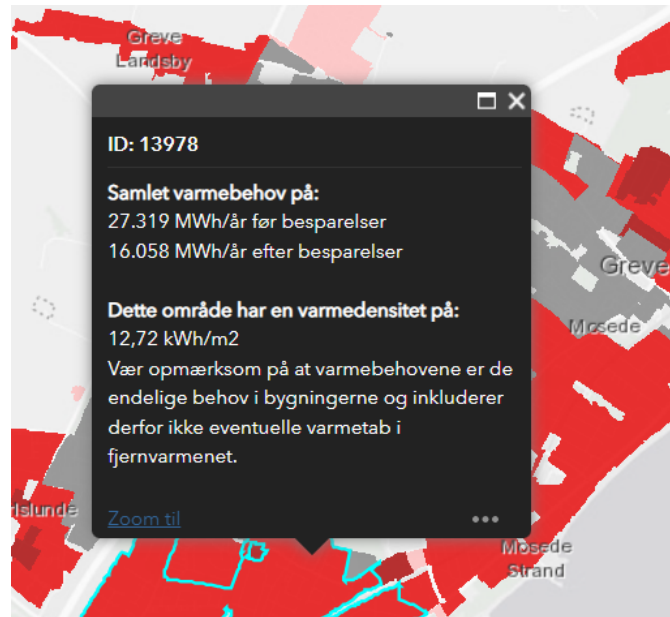 Greve
Landsby
ID: 13978
Samlet varmebehov på:
27.319 MWh/år før besparelser
16.058 MWh/år efter besparelser
Dette område har en varmedensitet på:
12,72 kWh/m2
Vær opmærksom på at varmebehovene er de
endelige behov i bygningerne og inkluderer
derfor ikke eventuelle varmetab i
fjernvarmenet.
Zoom til
Greve
Mosede
rlslunde
Mosede
Strand